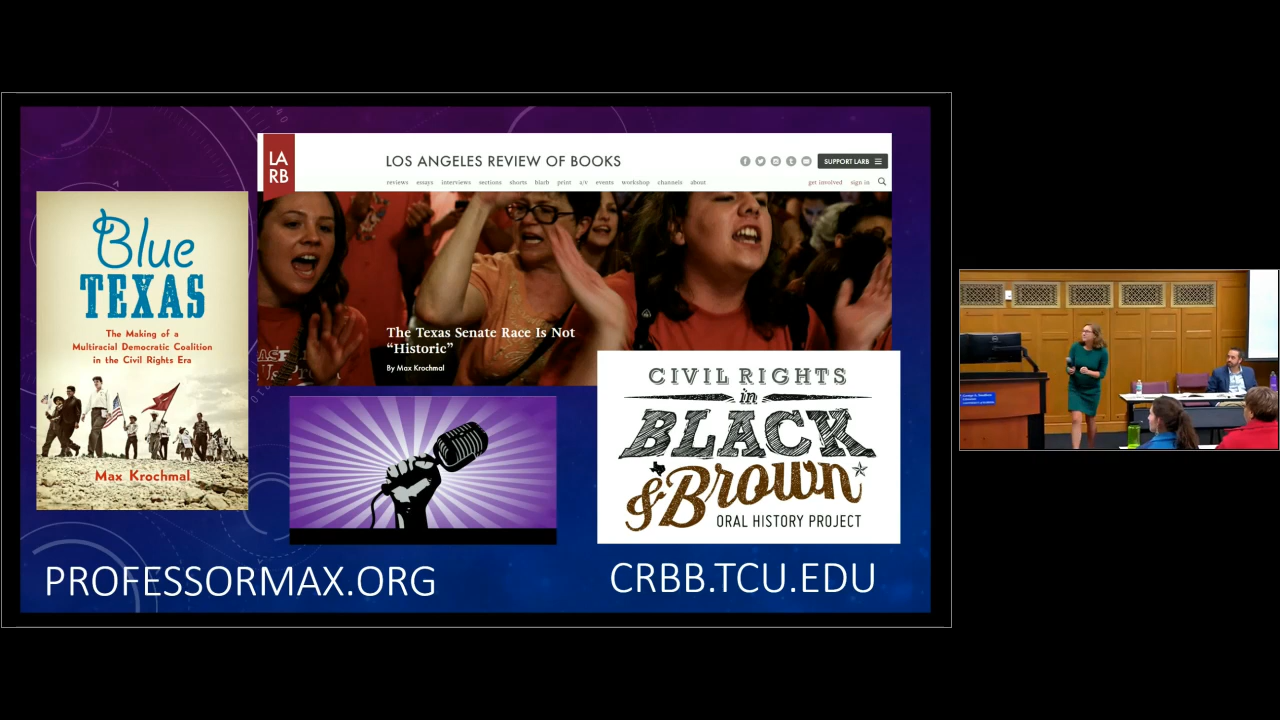 LA
RB
LOS ANGELES REVIEW OF BOOKS
SUPPORT LARB
reviews essays interviews sections shorts blarb print a/v events workshop channels about
get involved sign in
Blue
TEXAS
The Making of a
Multiracial Democratic Coalition
in the Civil Rights Era
Max Krochmal
The Texas Senate Race Is Not
“Historic”
By Max Krochmal
CIVIL RIGHTS
in
BLACK
&Brown
ORAL HISTORY PROJECT
PROFESSORMAX.ORG
CRBB.TCU.EDU